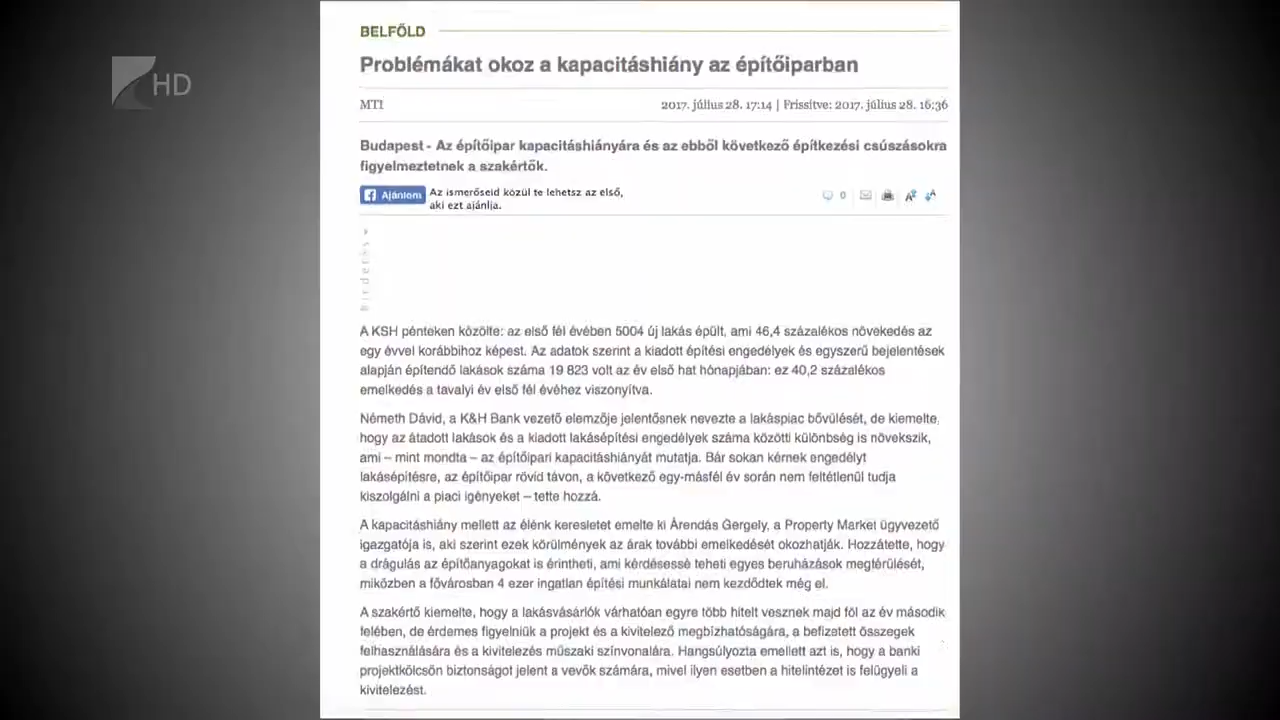 HD
BELFÖLD
Problémákat okoz a kapacitáshiány az építőiparban
MTI
2017. július 28. 17:14 | Frissítve: 2017. július 28. 16:36
Budapest - Az építőipar kapacitáshiányára és az ebből következő építkezési csúszásokra
figyelmeztetnek a szakértők.
Ajánlom
Az ismerőseid közül te lehetsz az első,
aki ezt ajánlja.
0
hirdetés
A KSH pénteken közölte: az első fél évében 5004 új lakás épült, ami 46,4 százalékos növekedés az
egy évvel korábbihoz képest. Az adatok szerint a kiadott építési engedélyek és egyszerű bejelentések
alapján építendő lakások száma 19 823 volt az év első hat hónapjában: ez 40,2 százalékos
emelkedés a tavalyi év első fél évéhez viszonyítva.
Németh Dávid, a K&H Bank vezető elemzője jelentősnek nevezte a lakáspiac bővülését, de kiemelte,
hogy az átadott lakások és a kiadott lakásépítési engedélyek száma közötti különbség is növekszik,
ami – mint mondta – az építőipari kapacitáshiányát mutatja. Bár sokan kérnek engedélyt
lakásépítésre, az építőipar rövid távon, a következő egy-másfél év során nem feltétlenül tudja
kiszolgálni a piaci igényeket – tette hozzá.
A kapacitáshiány mellett az élénk keresletet emelte ki Árendás Gergely, a Property Market ügyvezető
igazgatója is, aki szerint ezek körülmények az árak további emelkedését okozhatják. Hozzátette, hogy
a drágulás az építőanyagokat is érintheti, ami kérdésessé teheti egyes beruházások megtérülését,
miközben a fővárosban 4 ezer ingatlan építési munkálatai nem kezdődtek még el.
A szakértő kiemelte, hogy a lakásvásárlók várhatóan egyre több hitelt vesznek majd föl az év második
felében, de érdemes figyelniük a projekt és a kivitelező megbízhatóságára, a befizetett összegek
felhasználására és a kivitelezés műszaki színvonalára. Hangsúlyozta emellett azt is, hogy a banki
projektkölcsön biztonságot jelent a vevők számára, mivel ilyen esetben a hitelintézet is felügyeli a
kivitelezést.